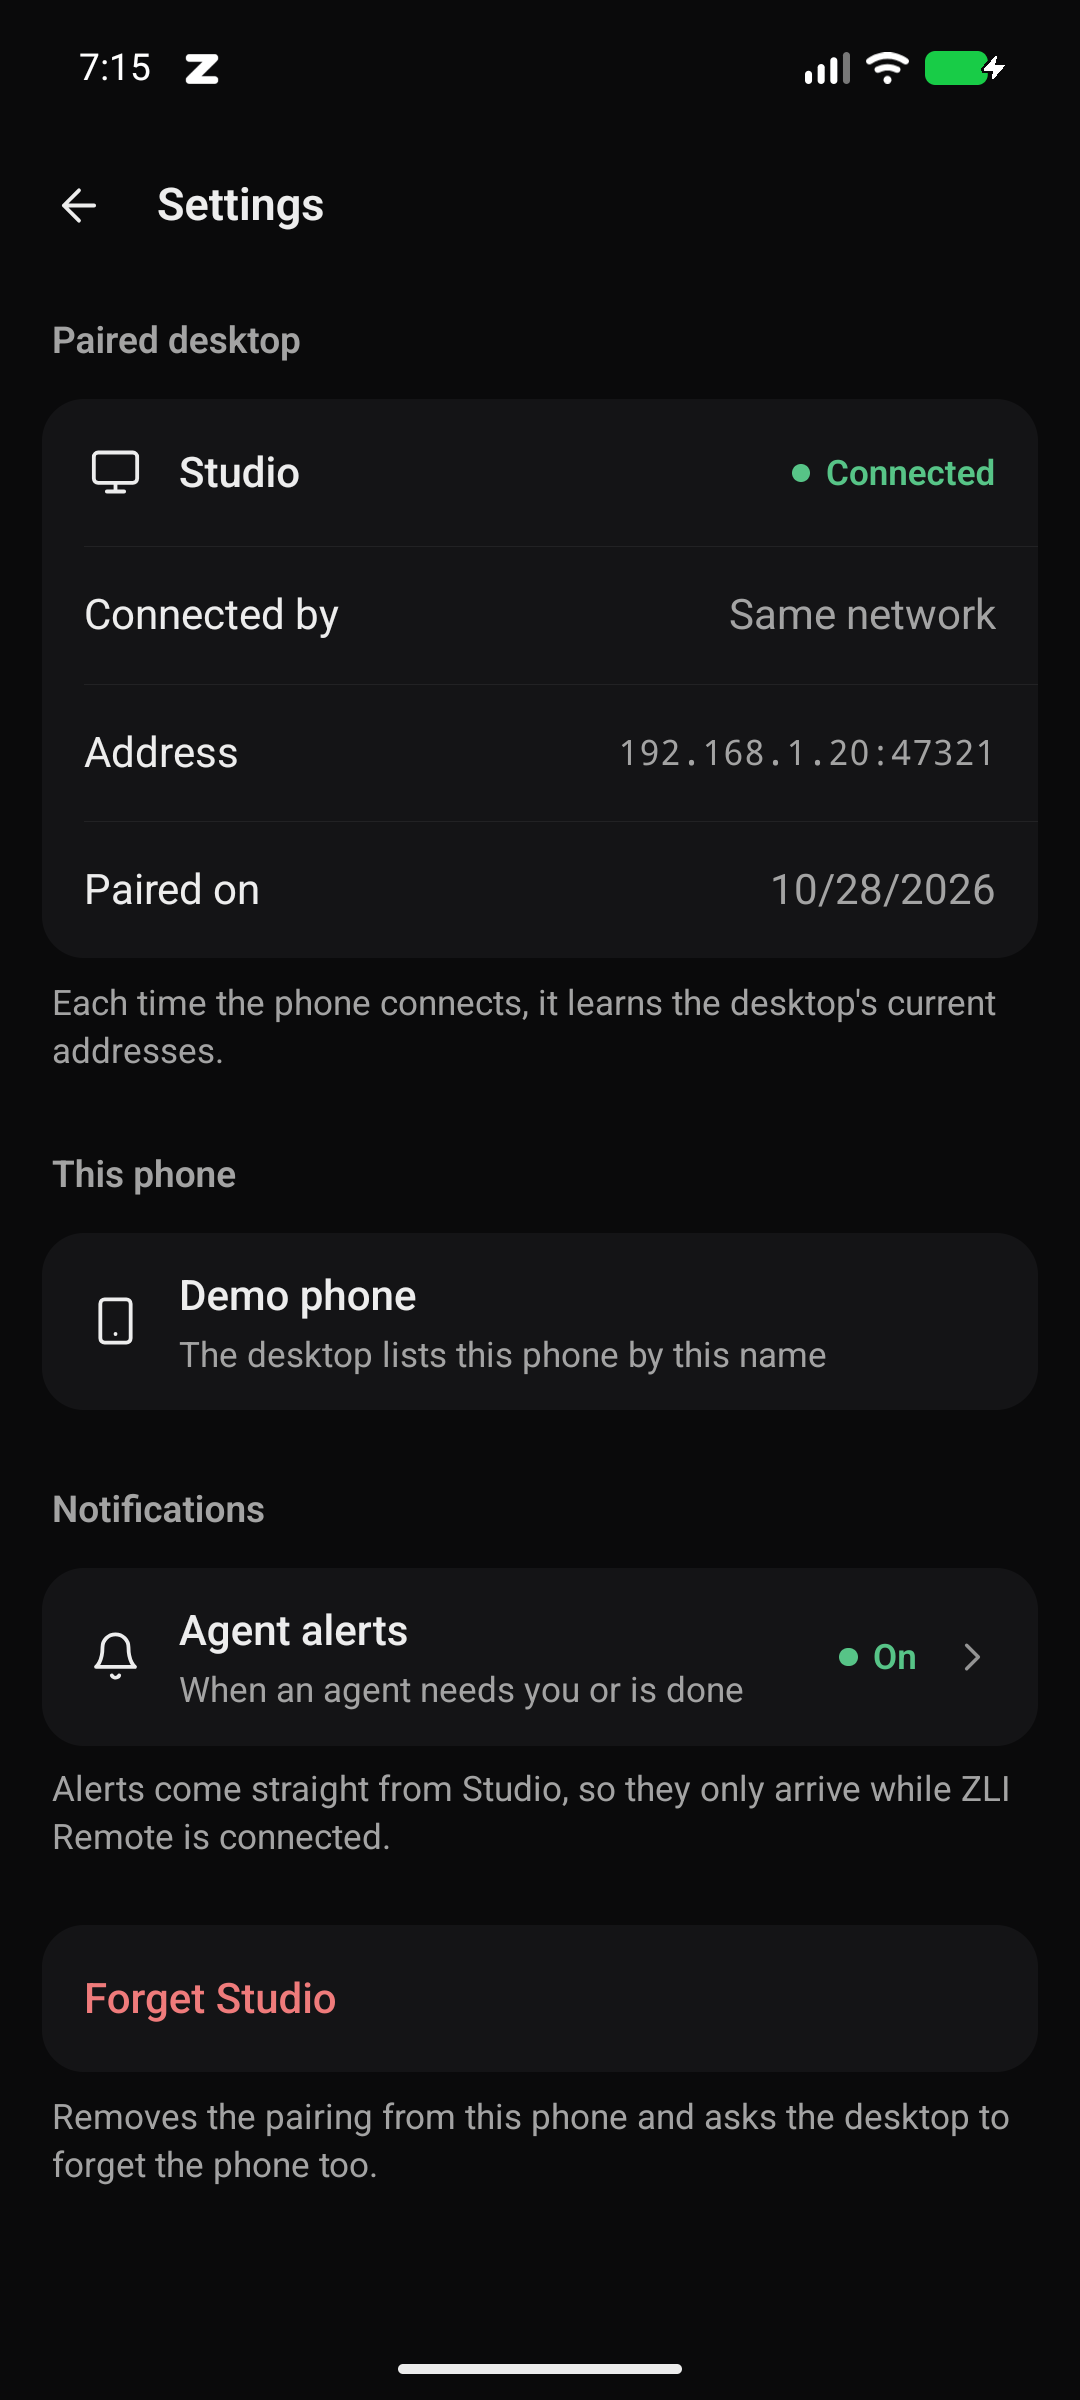 7:15
Settings
Paired desktop
Studio
Connected
Connected by
Same network
Address
192.168.1.20:47321
Paired on
10/28/2026
Each time the phone connects, it learns the desktop's current
addresses.
This phone
Demo phone
The desktop lists this phone by this name
Notifications
Agent alerts
On
When an agent needs you or is done
Alerts come straight from Studio, so they only arrive while ZLI
Remote is connected.
Forget Studio
Removes the pairing from this phone and asks the desktop to
forget the phone too.